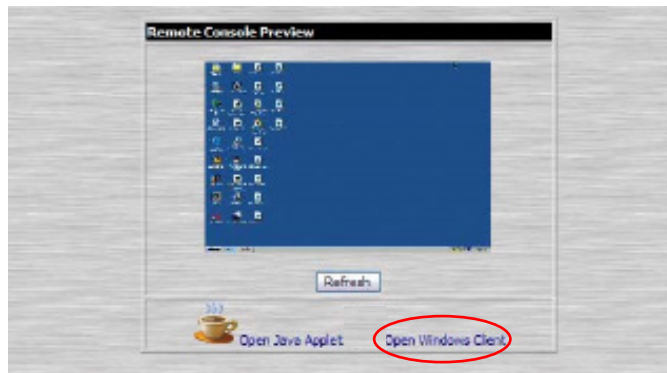 Remote Console Preview
Refresh
Open Java Applet
Open Windows Client